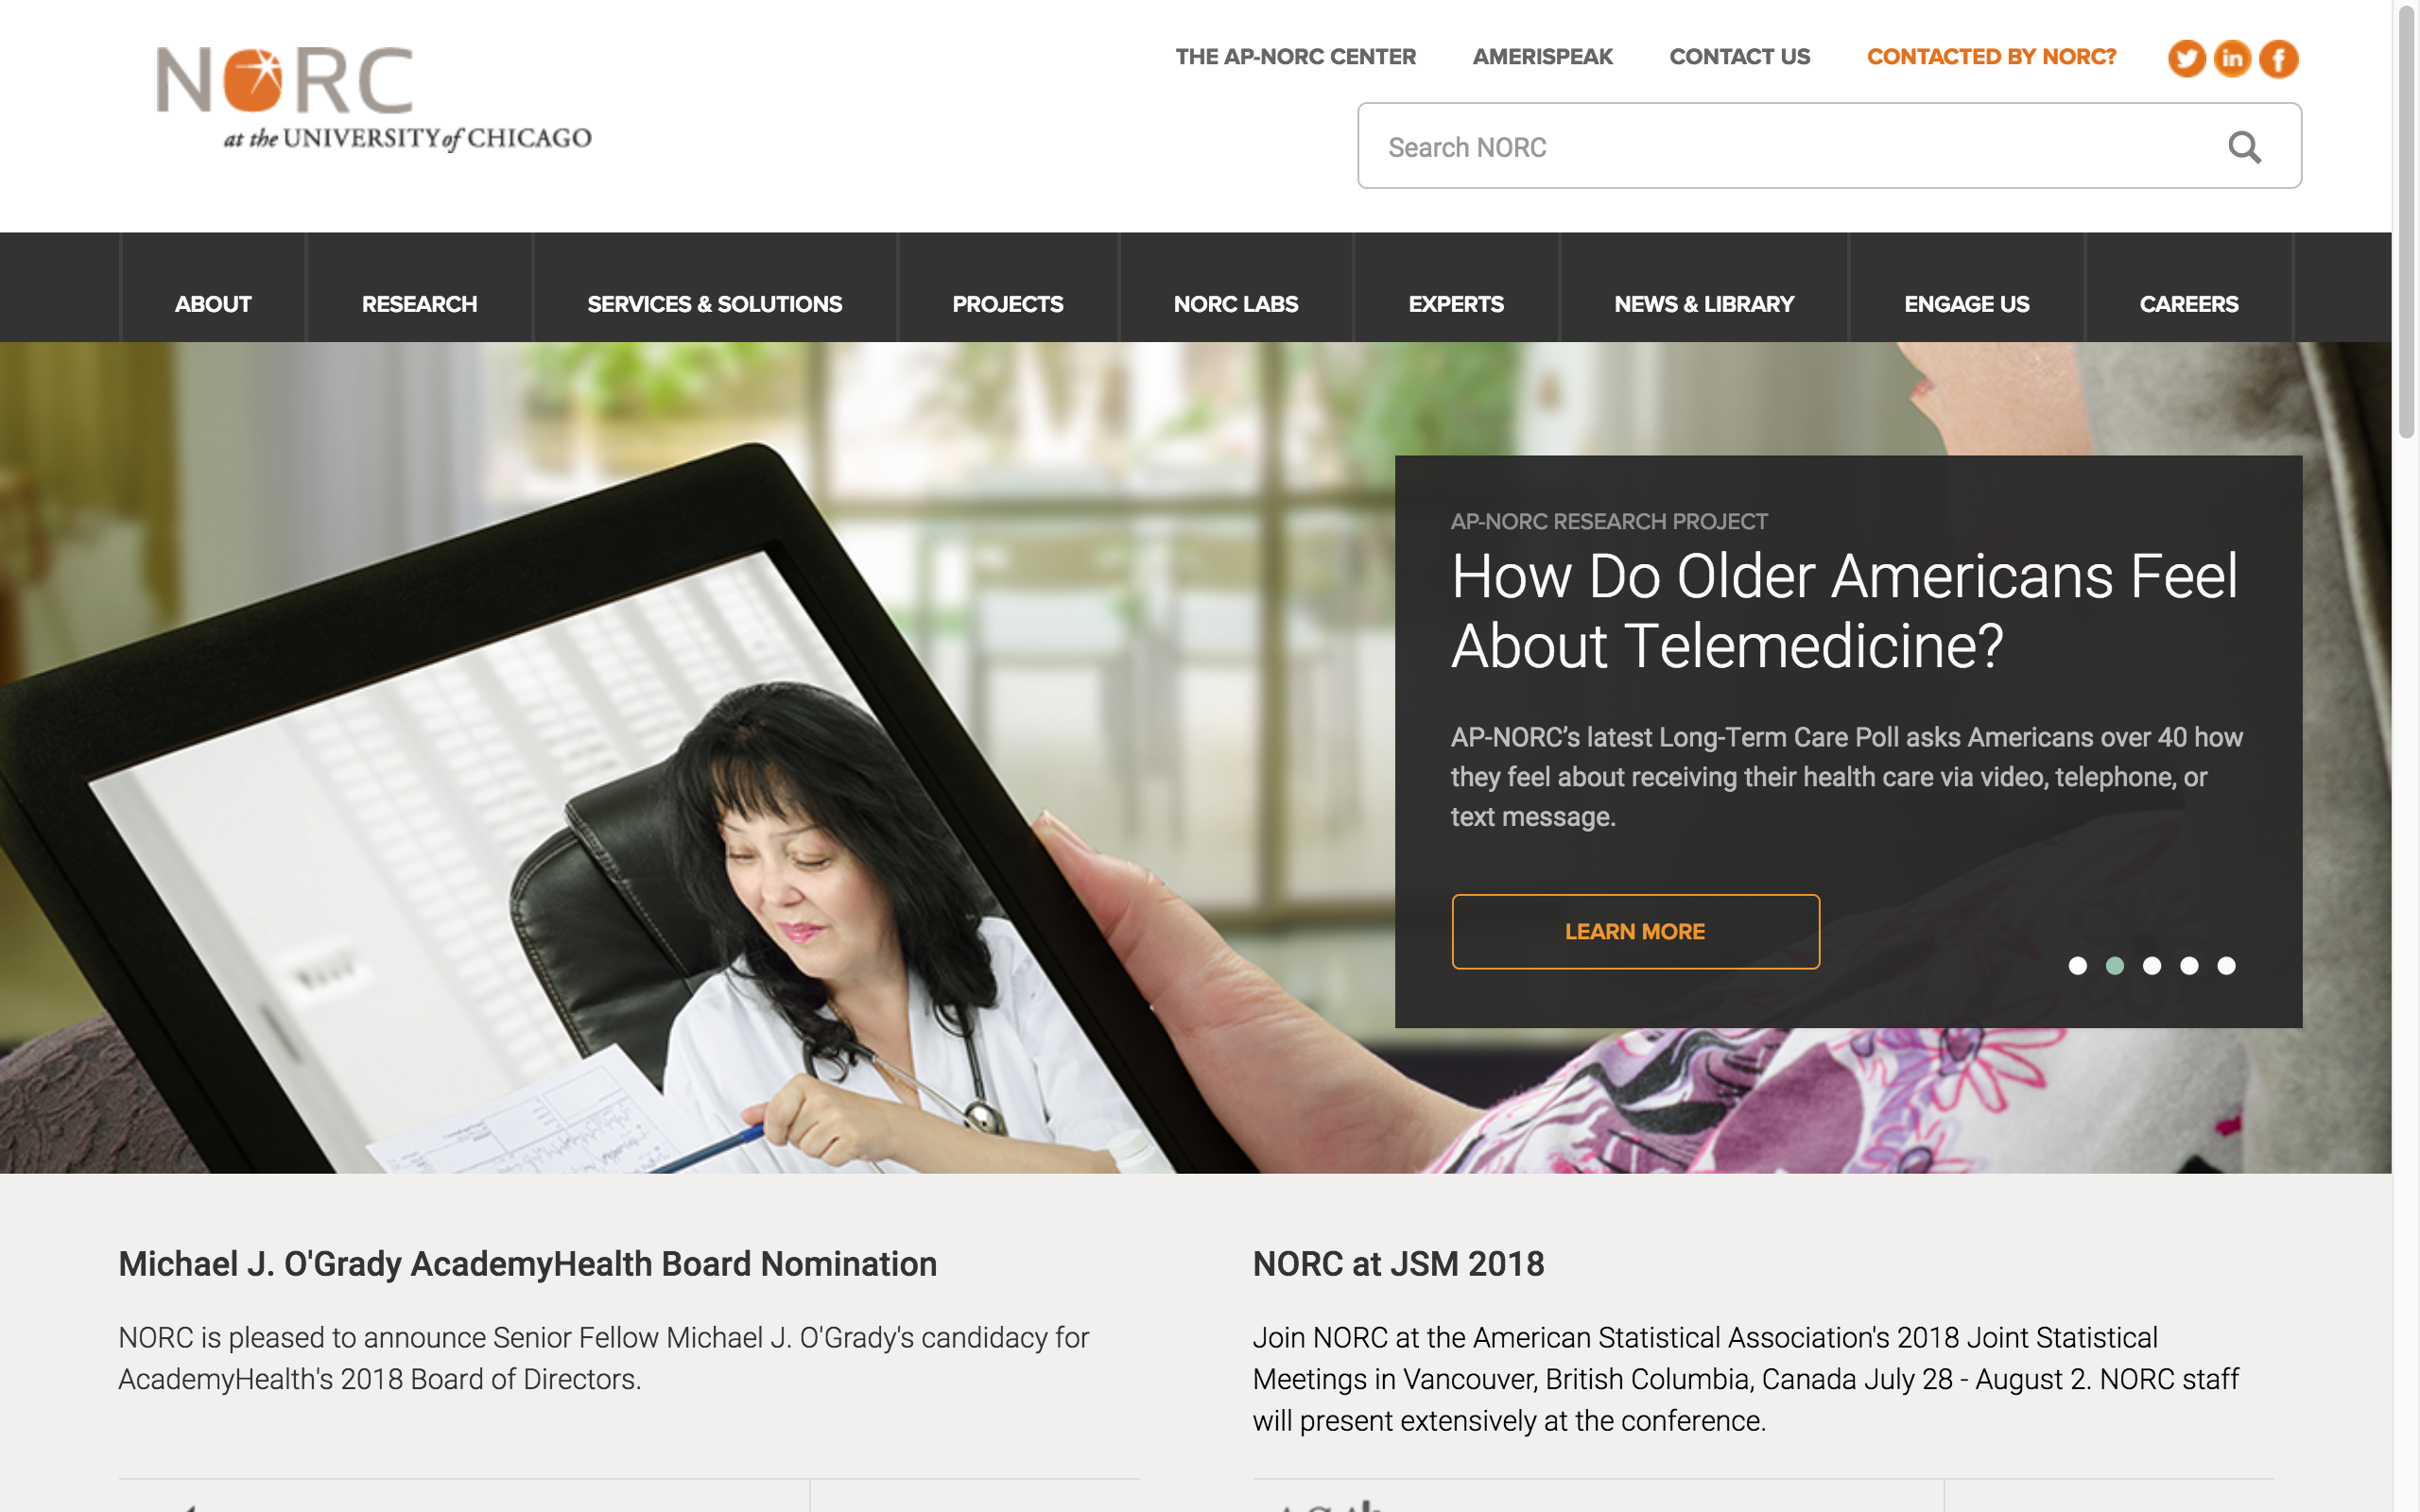 NORC
at the UNIVERSITY of CHICAGO
THE AP-NORC CENTER
AMERISPEAK
CONTACT US
CONTACTED BY NORC?
Search NORC
ABOUT
RESEARCH
SERVICES & SOLUTIONS
PROJECTS
NORC LABS
EXPERTS
NEWS & LIBRARY
ENGAGE US
CAREERS
AP-NORC RESEARCH PROJECT
How Do Older Americans Feel
About Telemedicine?
AP-NORC’s latest Long-Term Care Poll asks Americans over 40 how
they feel about receiving their health care via video, telephone, or
text message.
LEARN MORE
Michael J. O'Grady AcademyHealth Board Nomination
NORC is pleased to announce Senior Fellow Michael J. O'Grady's candidacy for
AcademyHealth's 2018 Board of Directors.
NORC at JSM 2018
Join NORC at the American Statistical Association's 2018 Joint Statistical
Meetings in Vancouver, British Columbia, Canada July 28 - August 2. NORC staff
will present extensively at the conference.